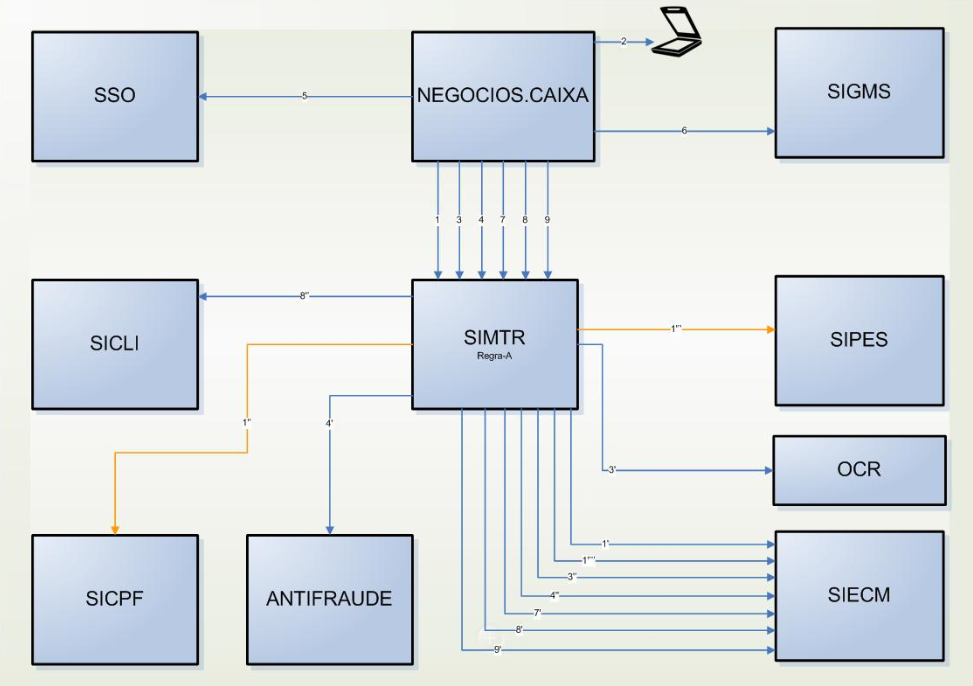 2
SSO
5
NEGOCIOS.CAIXA
SIGMS
6
1
3
4
7
8
9
8''
SICLI
SIMTR
Regra-A
1'''
SIPES
1''
4'
3'
OCR
1'
1''''
3''
4''
7'
8'
9'
SICPF
ANTIFRAUDE
SIECM